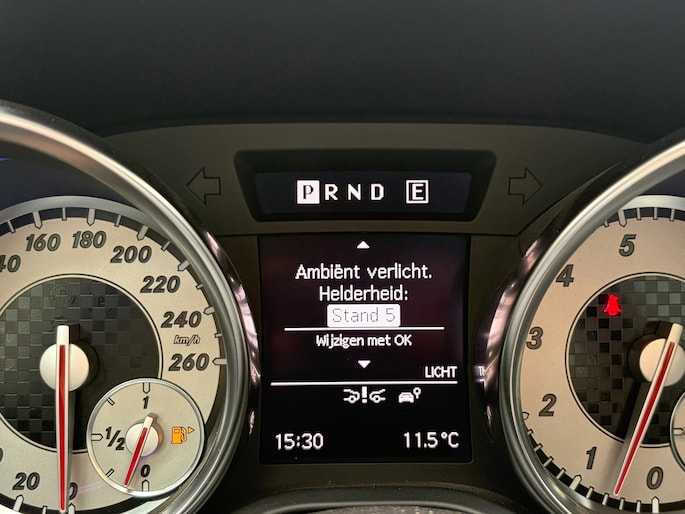 P R N D E
Ambiënt verlicht.
Helderheid:
Stand 5
Wijzigen met OK
LICHT
15:30
11.5°C
160
180
200
220
240
km/h
260
20
0
1
1/2
0
5
4
3
2
1
0